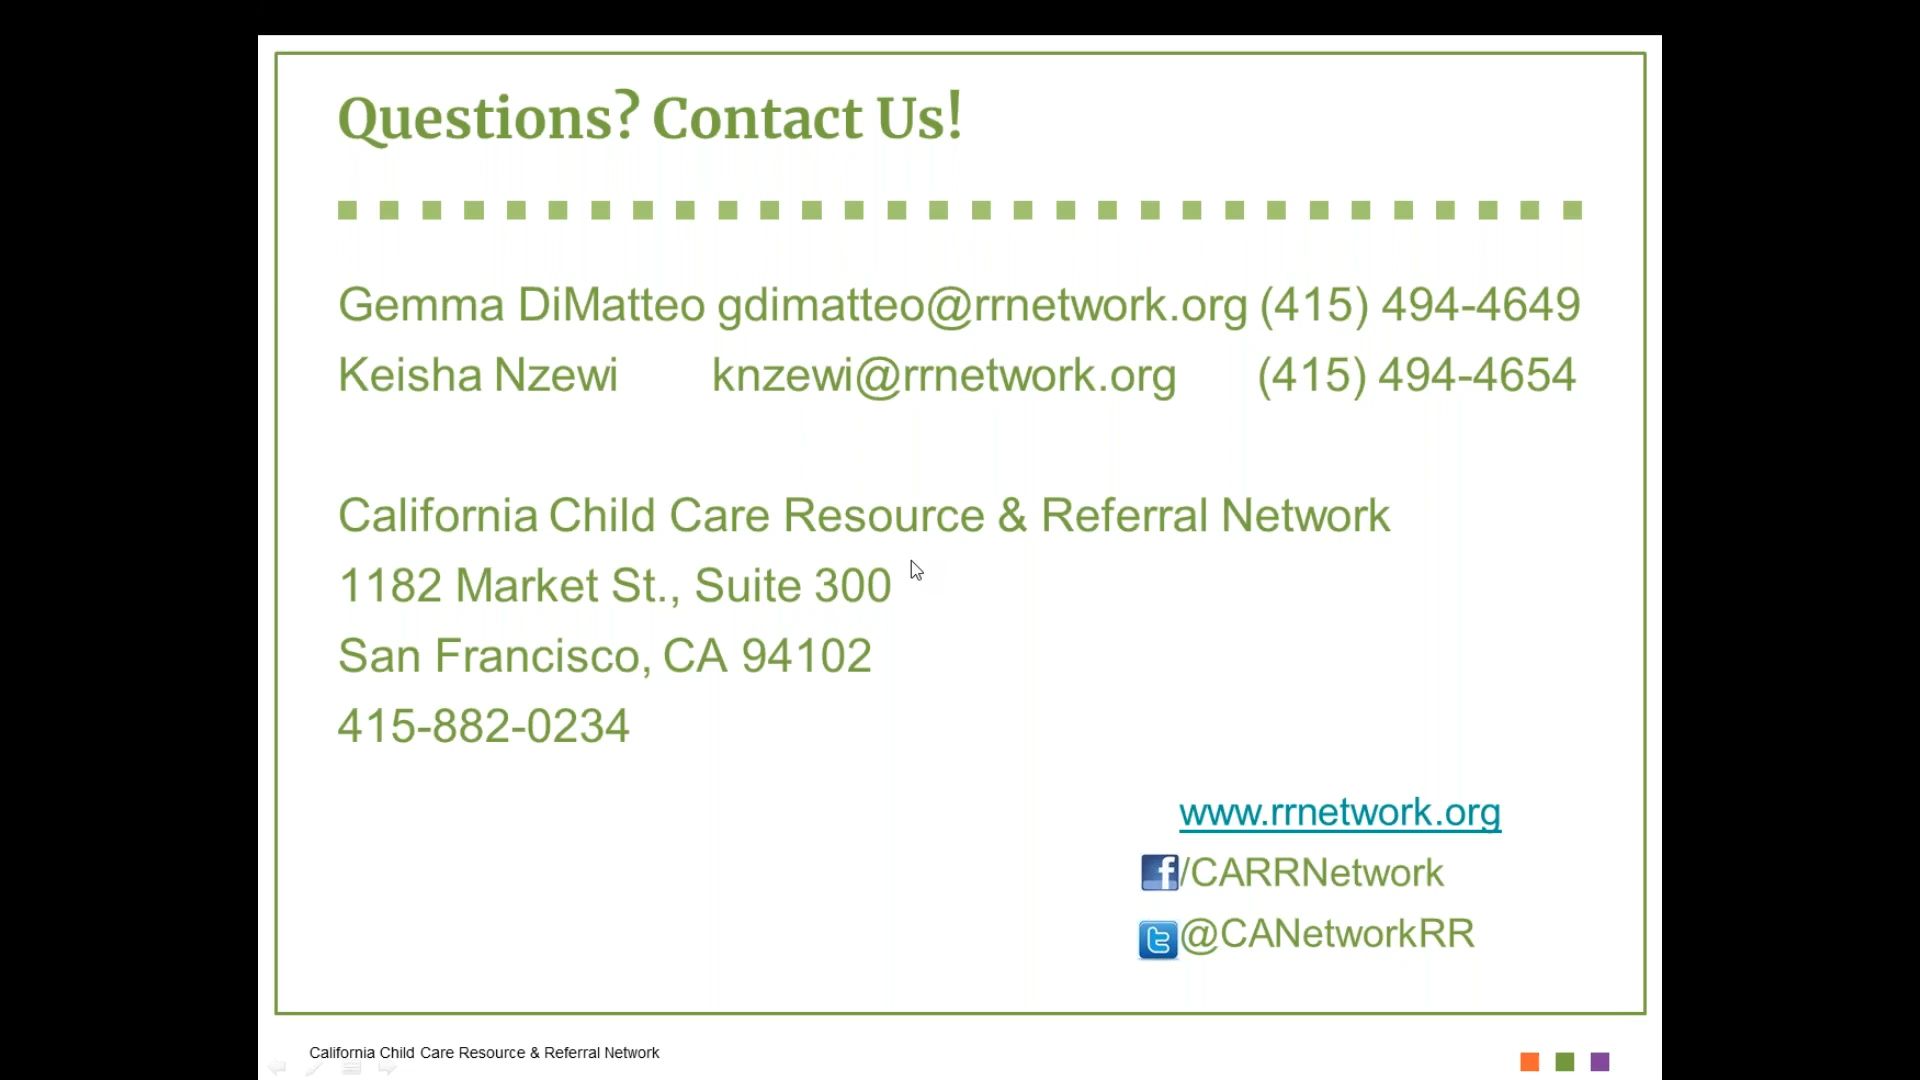 Questions? Contact Us!
Gemma DiMatteo gdimatteo@rrnetwork.org (415) 494-4649
Keisha Nzewi knzewi@rrnetwork.org (415) 494-4654
California Child Care Resource & Referral Network
1182 Market St., Suite 300
San Francisco, CA 94102
415-882-0234
www.rrnetwork.org
/CARRNetwork
@CANetworkRR
California Child Care Resource & Referral Network